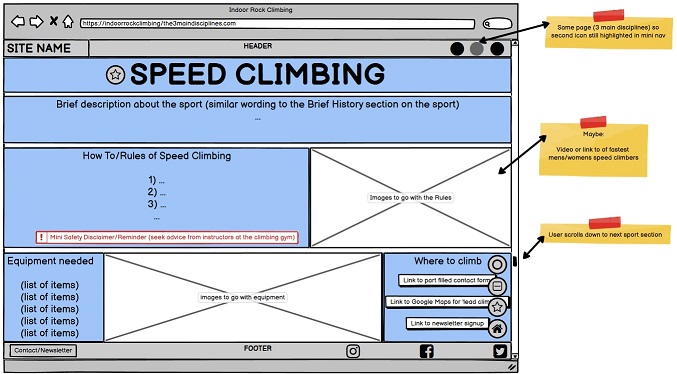 Indoor Rock Climbing
https://indoorrockclimbing/the3maindisciplines.com
SITE NAME
HEADER
SPEED CLIMBING
Brief description about the sport (similar wording to the Brief History section on the sport)
...
How To/Rules of Speed Climbing
1) ...
2) ...
3) ...
...
! Mini Safety Disclaimer/Reminder (seek advice from instructors at the climbing gym)
Images to go with the Rules
Equipment needed
(list of items)
(list of items)
(list of items)
(list of items)
(list of items)
images to go with equipment
Where to climb
Link to part filled contact form
Link to Google Maps for 'lead clim
Link to newsletter signup
Contact/Newsletter
FOOTER
Same page (3 main disciplines) so
second icon still highlighted in mini nav
Maybe:
Video or link to of fastest
mens/womens speed climbers
User scrolls down to next sport section